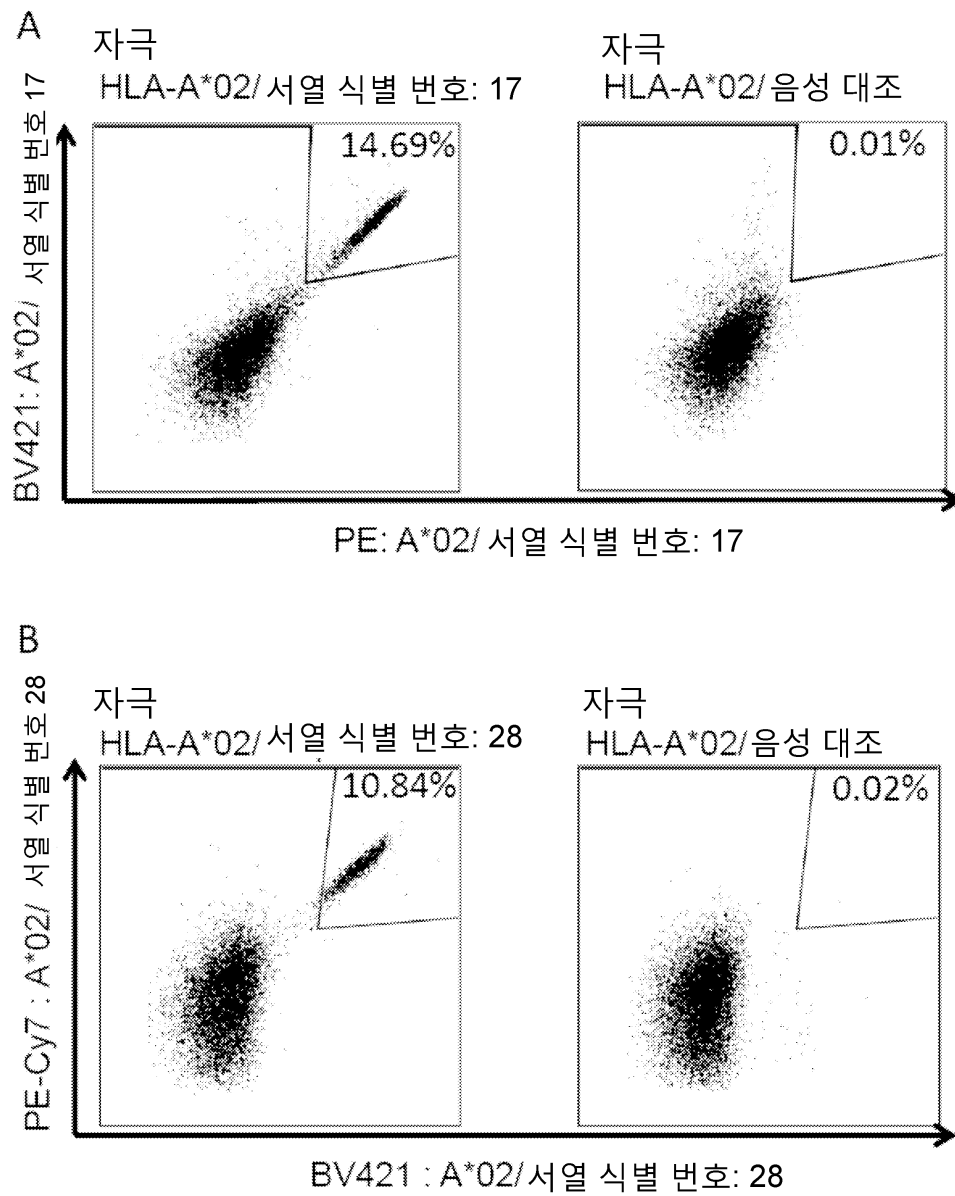 A
자극
HLA-A*02/ 서열 식별 번호: 17
자극
HLA-A*02/음성 대조
BV421: A*02/ 서열 식별 번호 17
14.69%
0.01%
PE: A*02/ 서열 식별 번호: 17
B
자극
HLA-A*02/서열 식별 번호: 28
자극
HLA-A*02/음성 대조
PE-Cy7 : A*02/ 서열 식별 번호 28
10.84%
0.02%
BV421 : A*02/서열 식별 번호: 28